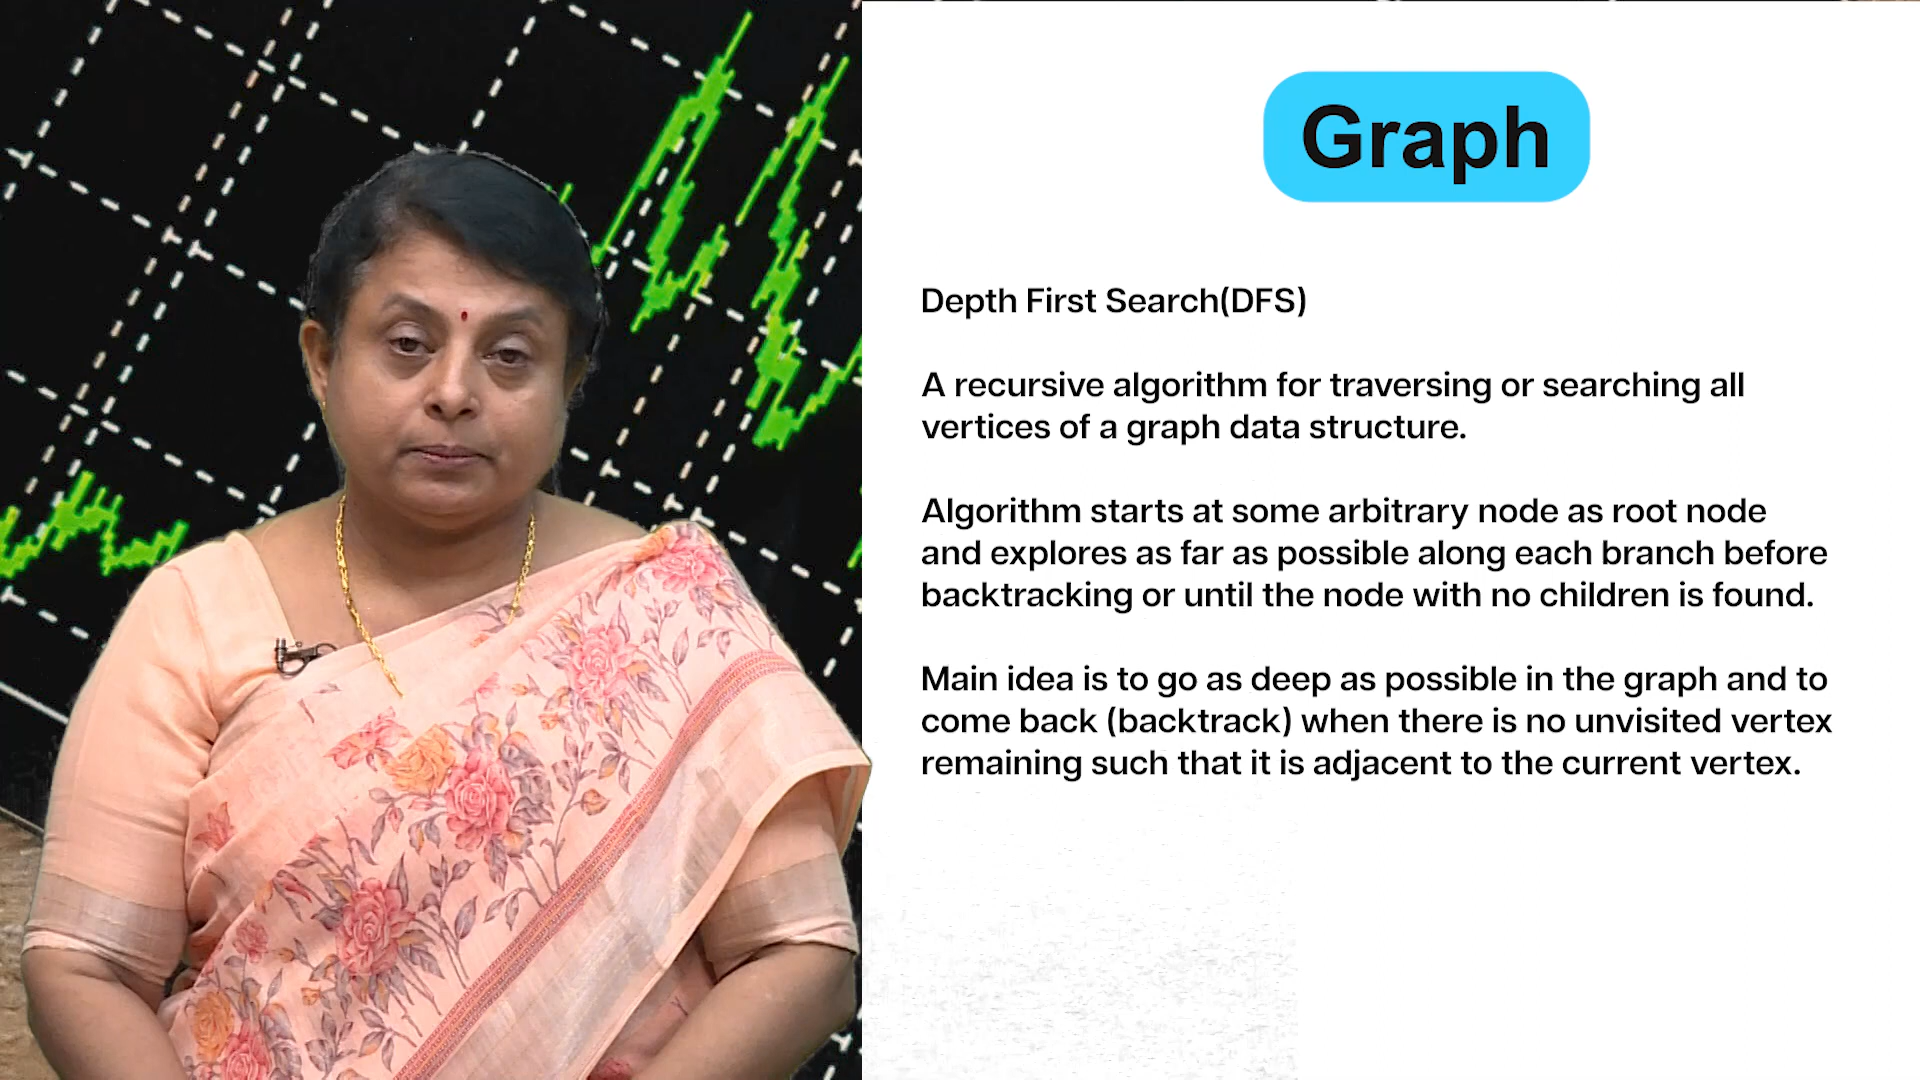 Graph
Depth First Search(DFS)
A recursive algorithm for traversing or searching all
vertices of a graph data structure.
Algorithm starts at some arbitrary node as root node
and explores as far as possible along each branch before
backtracking or until the node with no children is found.
Main idea is to go as deep as possible in the graph and to
come back (backtrack) when there is no unvisited vertex
remaining such that it is adjacent to the current vertex.